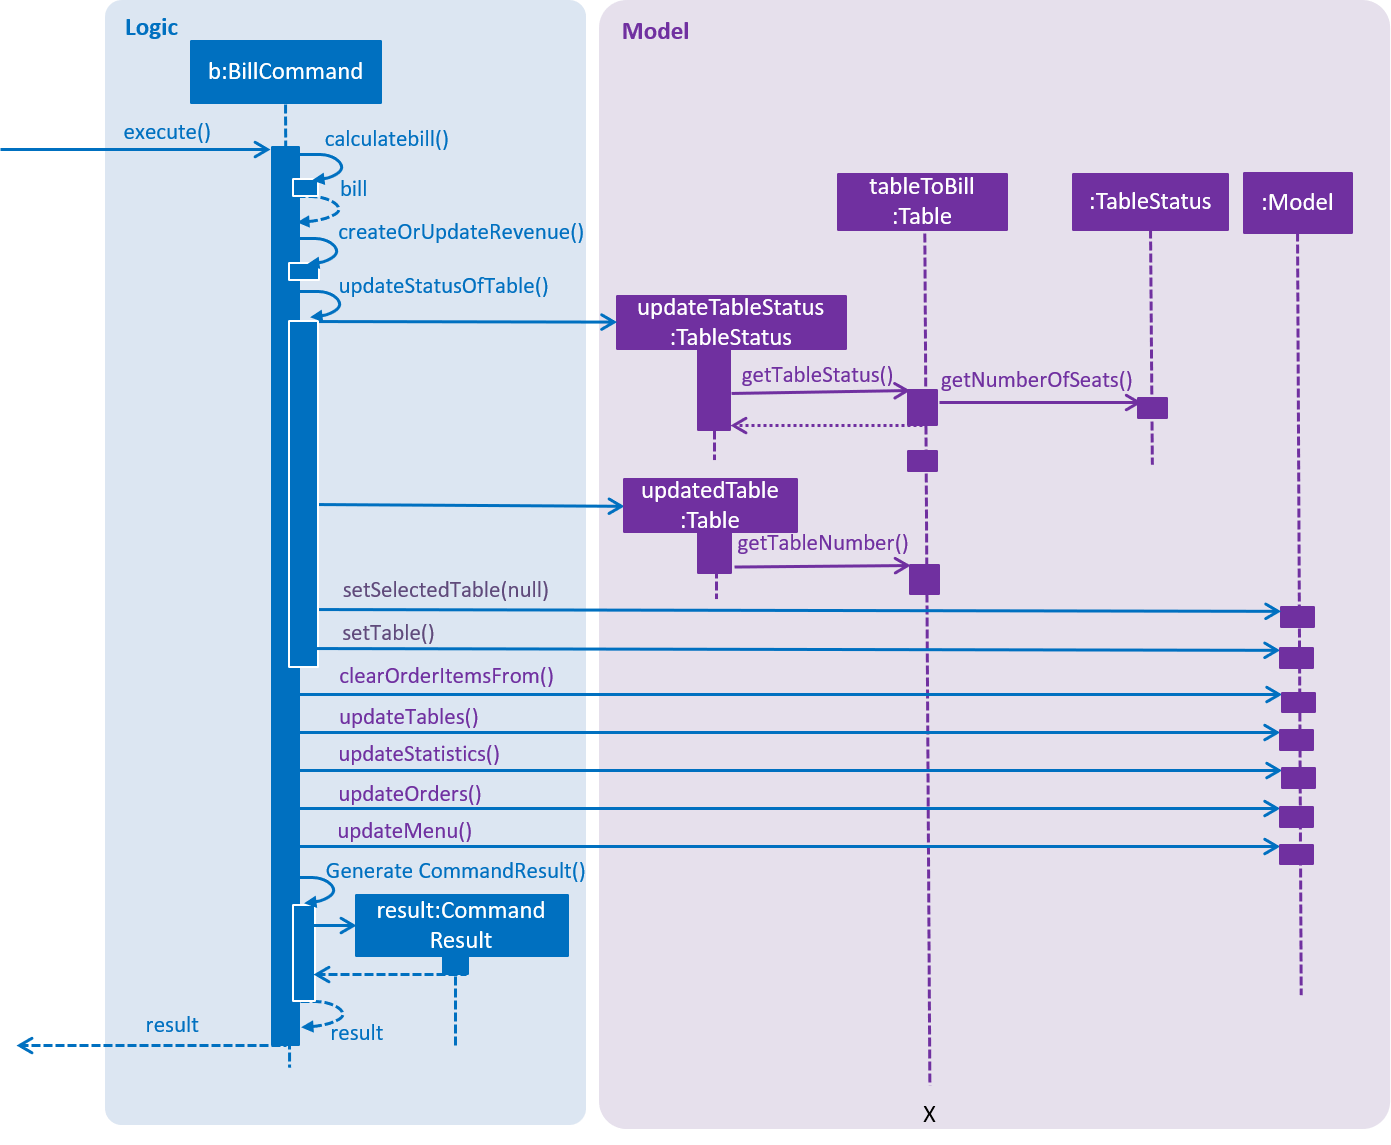 Logic
Model
b:BillCommand
execute()
calculatebill()
bill
tableToBill
:Table
:TableStatus
:Model
createOrUpdateRevenue()
updateStatusOfTable()
updateTableStatus
:TableStatus
getTableStatus()
getNumberOfSeats()
updatedTable
:Table
getTableNumber()
setSelectedTable(null)
setTable()
clearOrderItemsFrom()
updateTables()
updateStatistics()
updateOrders()
updateMenu()
Generate CommandResult()
result:Command
Result
result
result
X